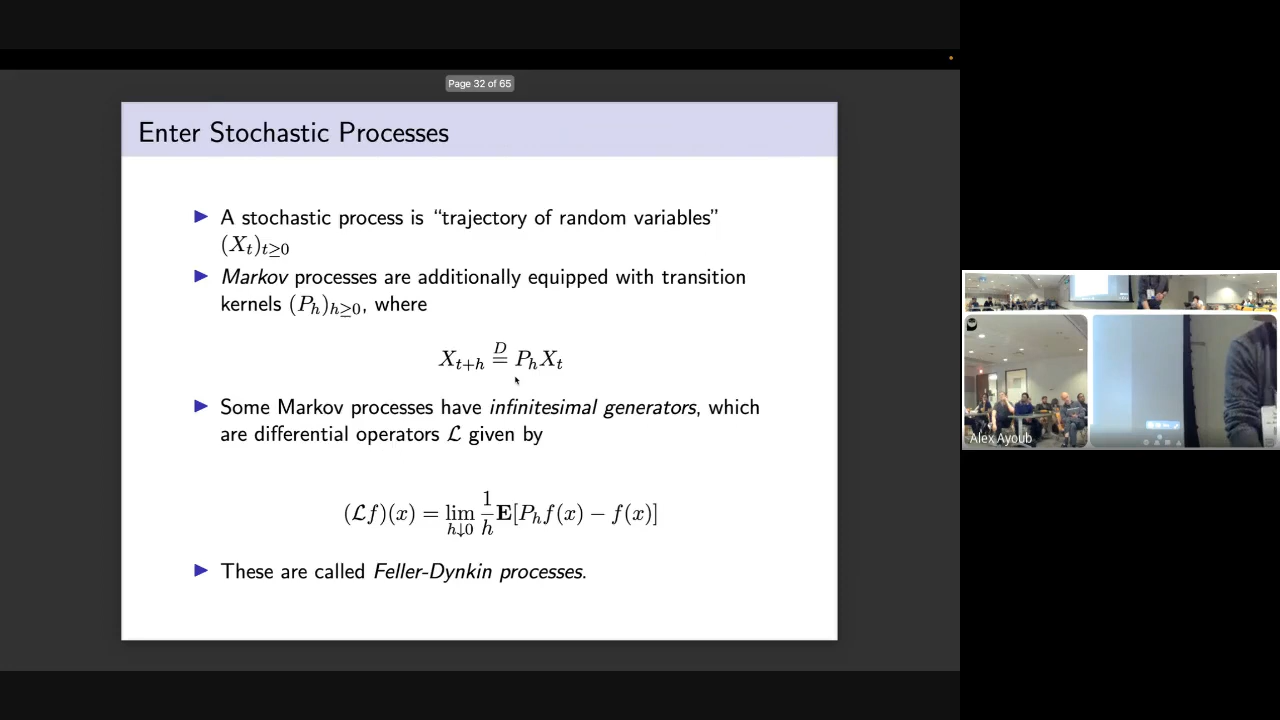 Page 32 of 65
Enter Stochastic Processes
A stochastic process is “trajectory of random variables”
(X_t)_{t≥0}
Markov processes are additionally equipped with transition
kernels (P_h)_{h≥0}, where
X_{t+h} \overset{D}{=} P_h X_t
Some Markov processes have infinitesimal generators, which
are differential operators ℒ given by
(ℒf)(x) = lim_{h↓0} \frac{1}{h} E[P_h f(x) − f(x)]
These are called Feller-Dynkin processes.
Alex Ayoub